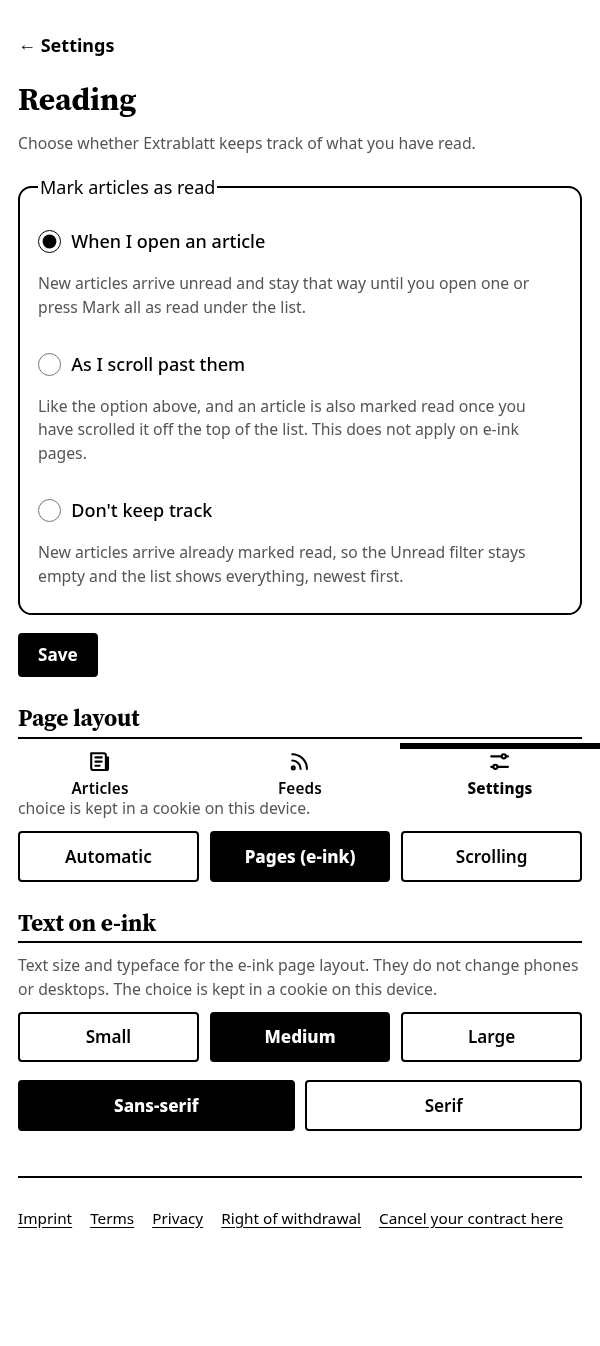 ← Settings
Reading
Choose whether Extrablatt keeps track of what you have read.
Mark articles as read
When I open an article
New articles arrive unread and stay that way until you open one or
press Mark all as read under the list.
As I scroll past them
Like the option above, and an article is also marked read once you
have scrolled it off the top of the list. This does not apply on e-ink
pages.
Don't keep track
New articles arrive already marked read, so the Unread filter stays
empty and the list shows everything, newest first.
Save
Page layout
Articles Feeds Settings
choice is kept in a cookie on this device.
Automatic Pages (e-ink) Scrolling
Text on e-ink
Text size and typeface for the e-ink page layout. They do not change phones
or desktops. The choice is kept in a cookie on this device.
Small Medium Large
Sans-serif Serif
Imprint Terms Privacy Right of withdrawal Cancel your contract here